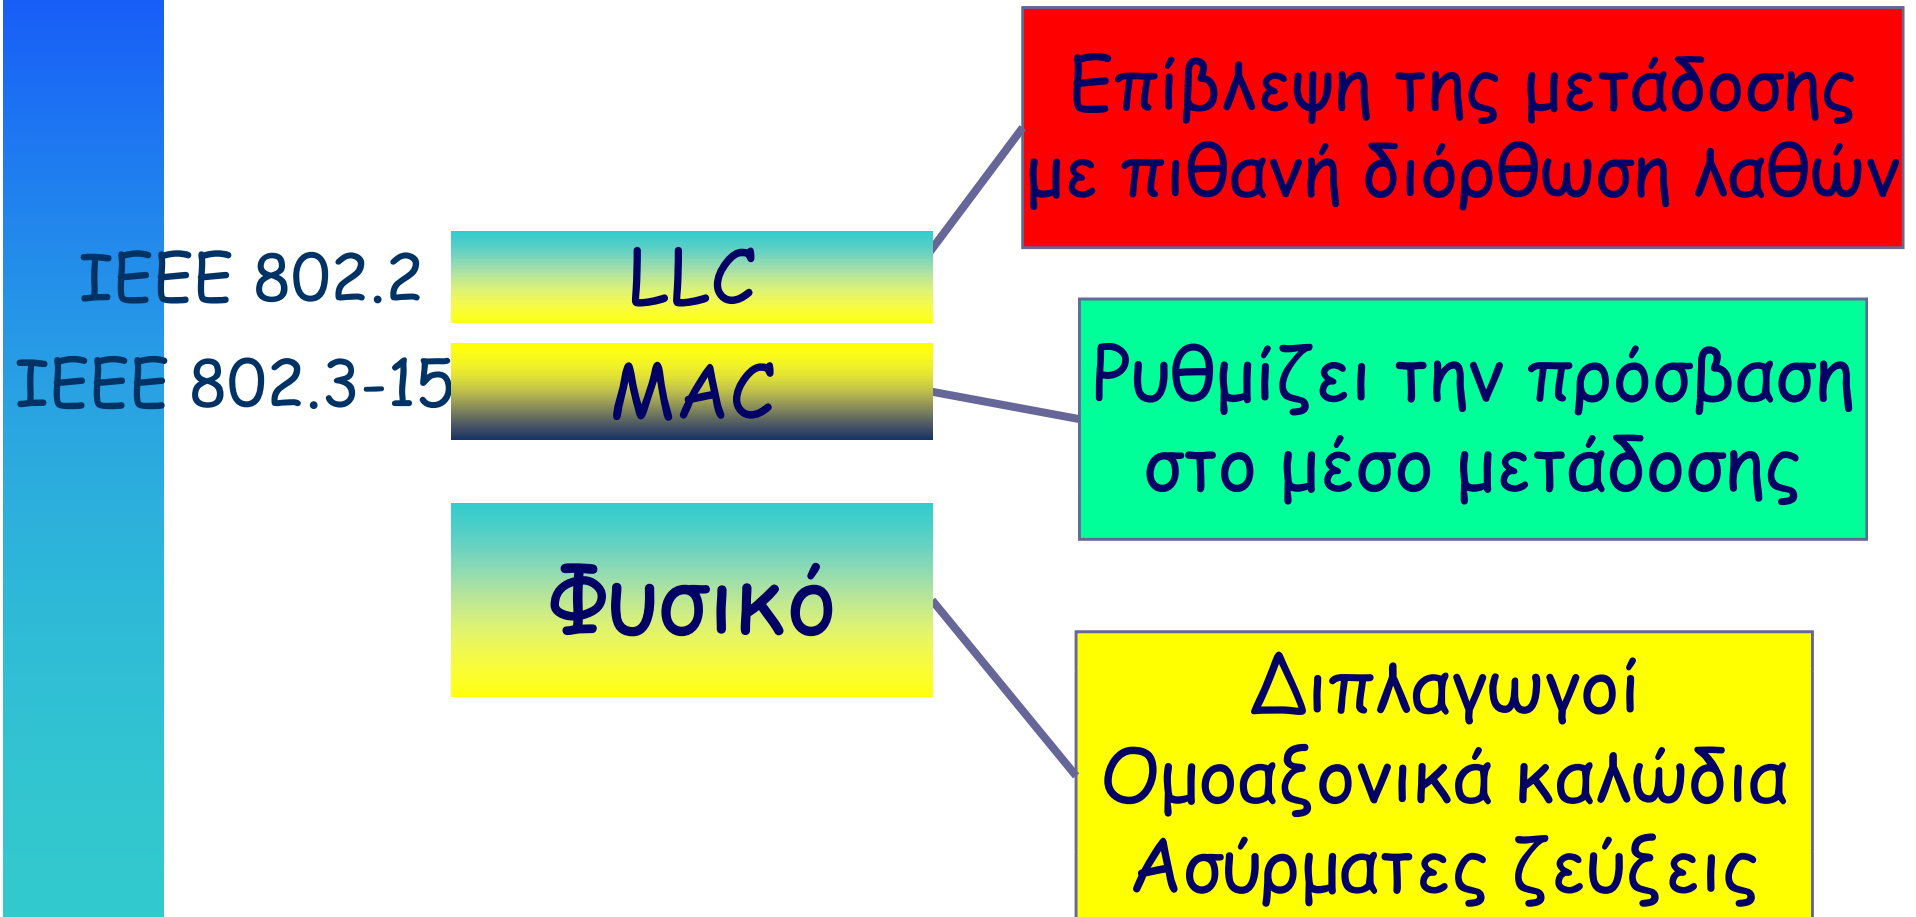 Επίβλεψη της μετάδοσης
με πιθανή διόρθωση λαθών
IEEE 802.2
LLC
IEEE 802.3-15
MAC
Ρυθμίζει την πρόσβαση
στο μέσο μετάδοσης
Φυσικό
Διπλαγωγοί
Ομοαξονικά καλώδια
Ασύρματες ζεύξεις